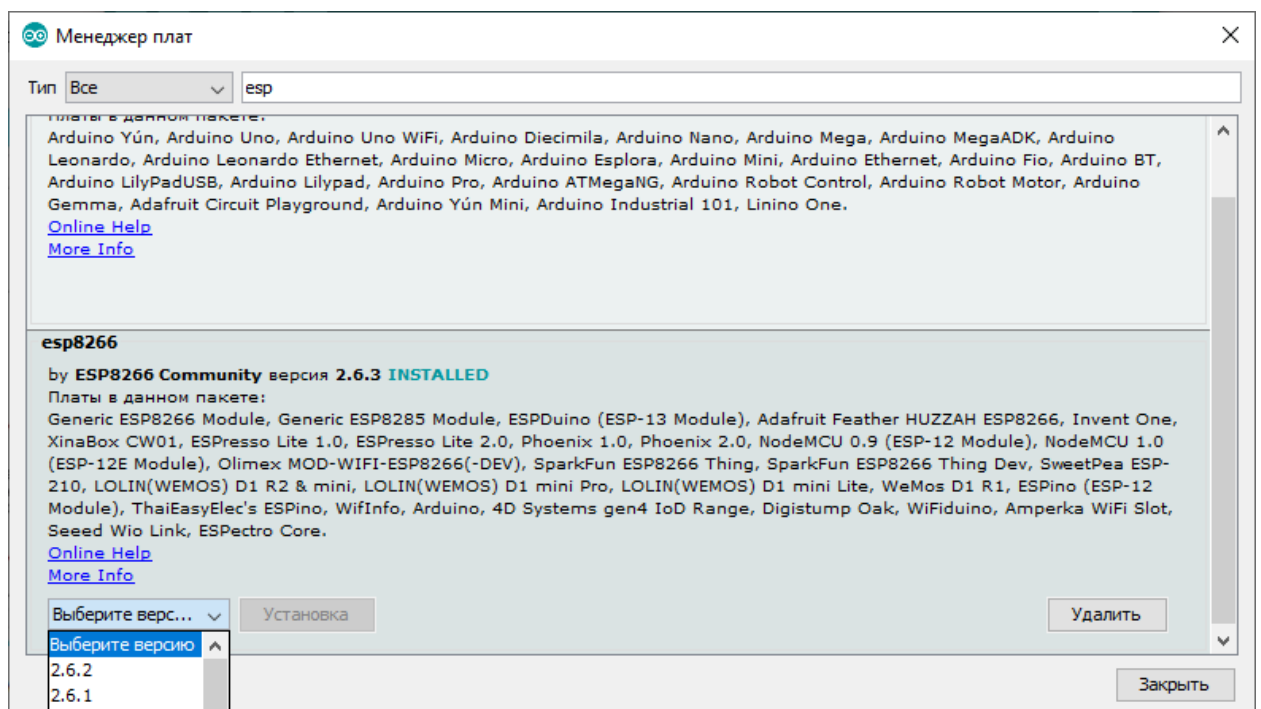 Менеджер плат
Тип Все esp
Платы в данном пакете:
Arduino Yún, Arduino Uno, Arduino Uno WiFi, Arduino Diecimila, Arduino Nano, Arduino Mega, Arduino MegaADK, Arduino
Leonardo, Arduino Leonardo Ethernet, Arduino Micro, Arduino Esplora, Arduino Mini, Arduino Ethernet, Arduino Fio, Arduino BT,
Arduino LilyPadUSB, Arduino Lilypad, Arduino Pro, Arduino ATMegaNG, Arduino Robot Control, Arduino Robot Motor, Arduino
Gemma, Adafruit Circuit Playground, Arduino Yún Mini, Arduino Industrial 101, Linino One.
Online Help
More Info
esp8266
by ESP8266 Community версия 2.6.3 INSTALLED
Платы в данном пакете:
Generic ESP8266 Module, Generic ESP8285 Module, ESPDuino (ESP-13 Module), Adafruit Feather HUZZAH ESP8266, Invent One,
XinaBox CW01, ESPresso Lite 1.0, ESPresso Lite 2.0, Phoenix 1.0, Phoenix 2.0, NodeMCU 0.9 (ESP-12 Module), NodeMCU 1.0
(ESP-12E Module), Olimex MOD-WIFI-ESP8266(-DEV), SparkFun ESP8266 Thing, SparkFun ESP8266 Thing Dev, SweetPea ESP-
210, LOLIN(WEMOS) D1 R2 & mini, LOLIN(WEMOS) D1 mini Pro, LOLIN(WEMOS) D1 mini Lite, WeMos D1 R1, ESPino (ESP-12
Module), ThaiEasyElec's ESPino, WifInfo, Arduino, 4D Systems gen4 IoD Range, Digistump Oak, WiFiduino, Amperka WiFi Slot,
Seeed Wio Link, ESPectro Core.
Online Help
More Info
Выберите верс... Установка Удалить
Выберите версию
2.6.2
2.6.1
Закрыть